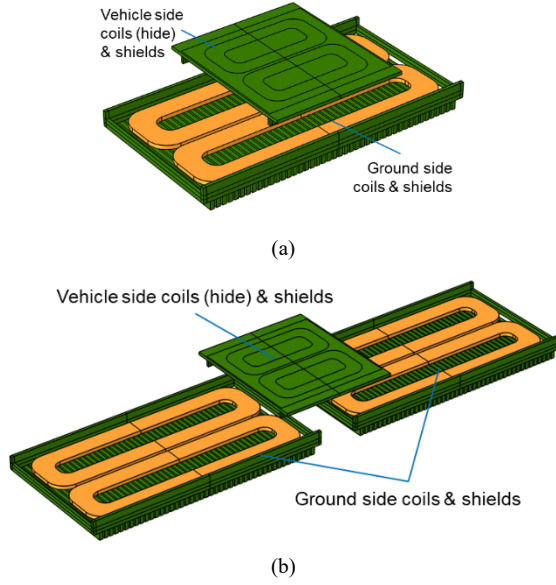 Vehicle side
coils (hide)
& shields
Ground side
coils & shields
(a)
Vehicle side coils (hide) & shields
Ground side coils & shields
(b)